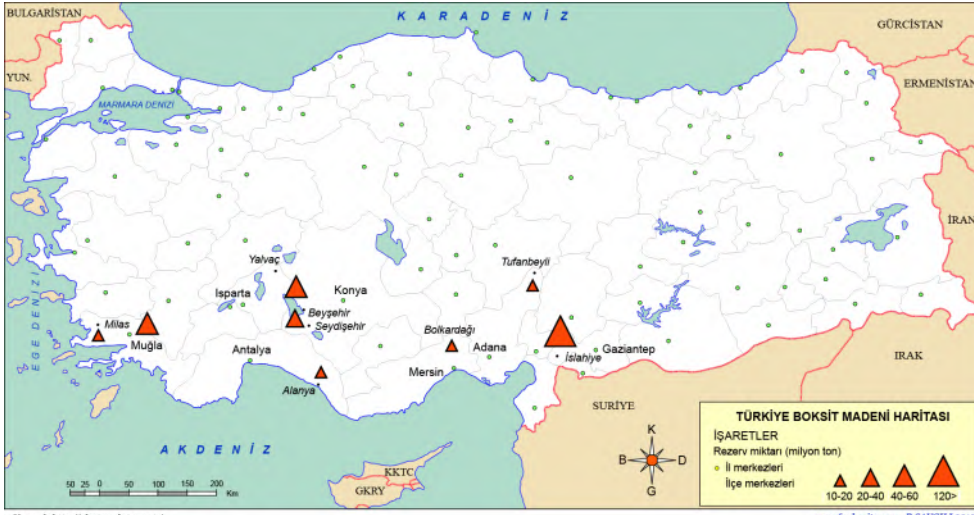 BULGARİSTAN
K A R A D E N İ Z
GÜRCİSTAN
YUN.
ERMENİSTAN
MARMARA DENİZİ
İRAN
EGE DENİZİ
Yalvaç
Tufanbeyli
Isparta
Konya
Beyşehir
Seydişehir
Milas
Muğla
Bolkardağı
Antalya
Adana
Gaziantep
İslahiye
Mersin
Alanya
IRAK
SURİYE
A K D E N İ Z
KKTC
GKRY
K
B
D
G
50 25 0 50 100 150 200
Km
TÜRKİYE BOKSİT MADENİ HARİTASI
İŞARETLER
Rezerv miktarı (milyon ton)
İl merkezleri
İlçe merkezleri
10-20 20-40 40-60 120>